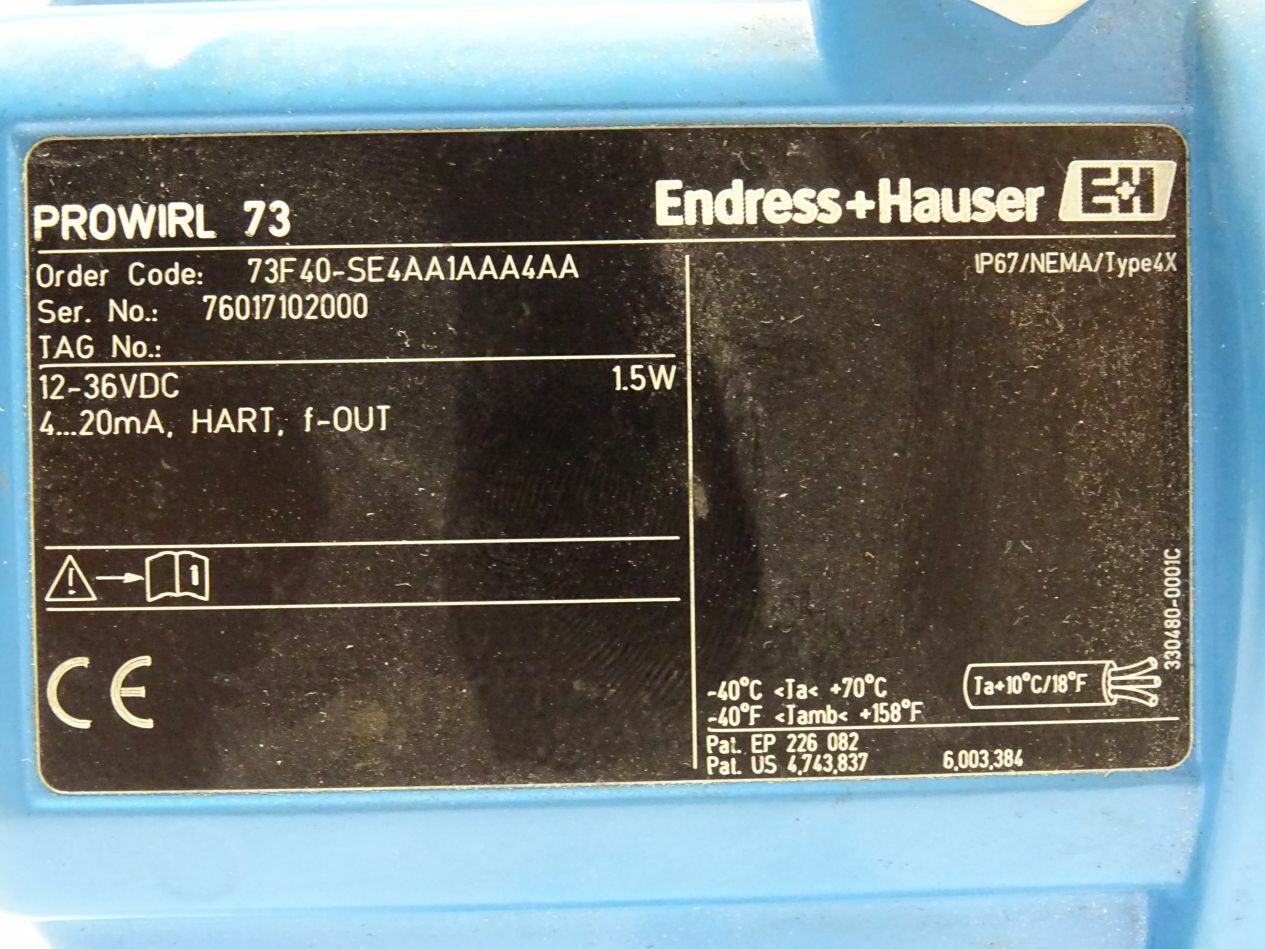 PROWIRL 73
Endress+Hauser E+H
Order Code: 73F40-SE4AA1AAA4AA
Ser. No.: 76017102000
TAG No.:
12-36VDC 1.5W
4...20mA, HART, f-OUT
! i
CE
IP67/NEMA/Type4X
330480-0001C
-40°C <Ta< +70°C
-40°F <Tamb< +158°F
Ta+10°C/18°F
Pat. EP 226 082
Pat. US 4,743,837 6,003,384